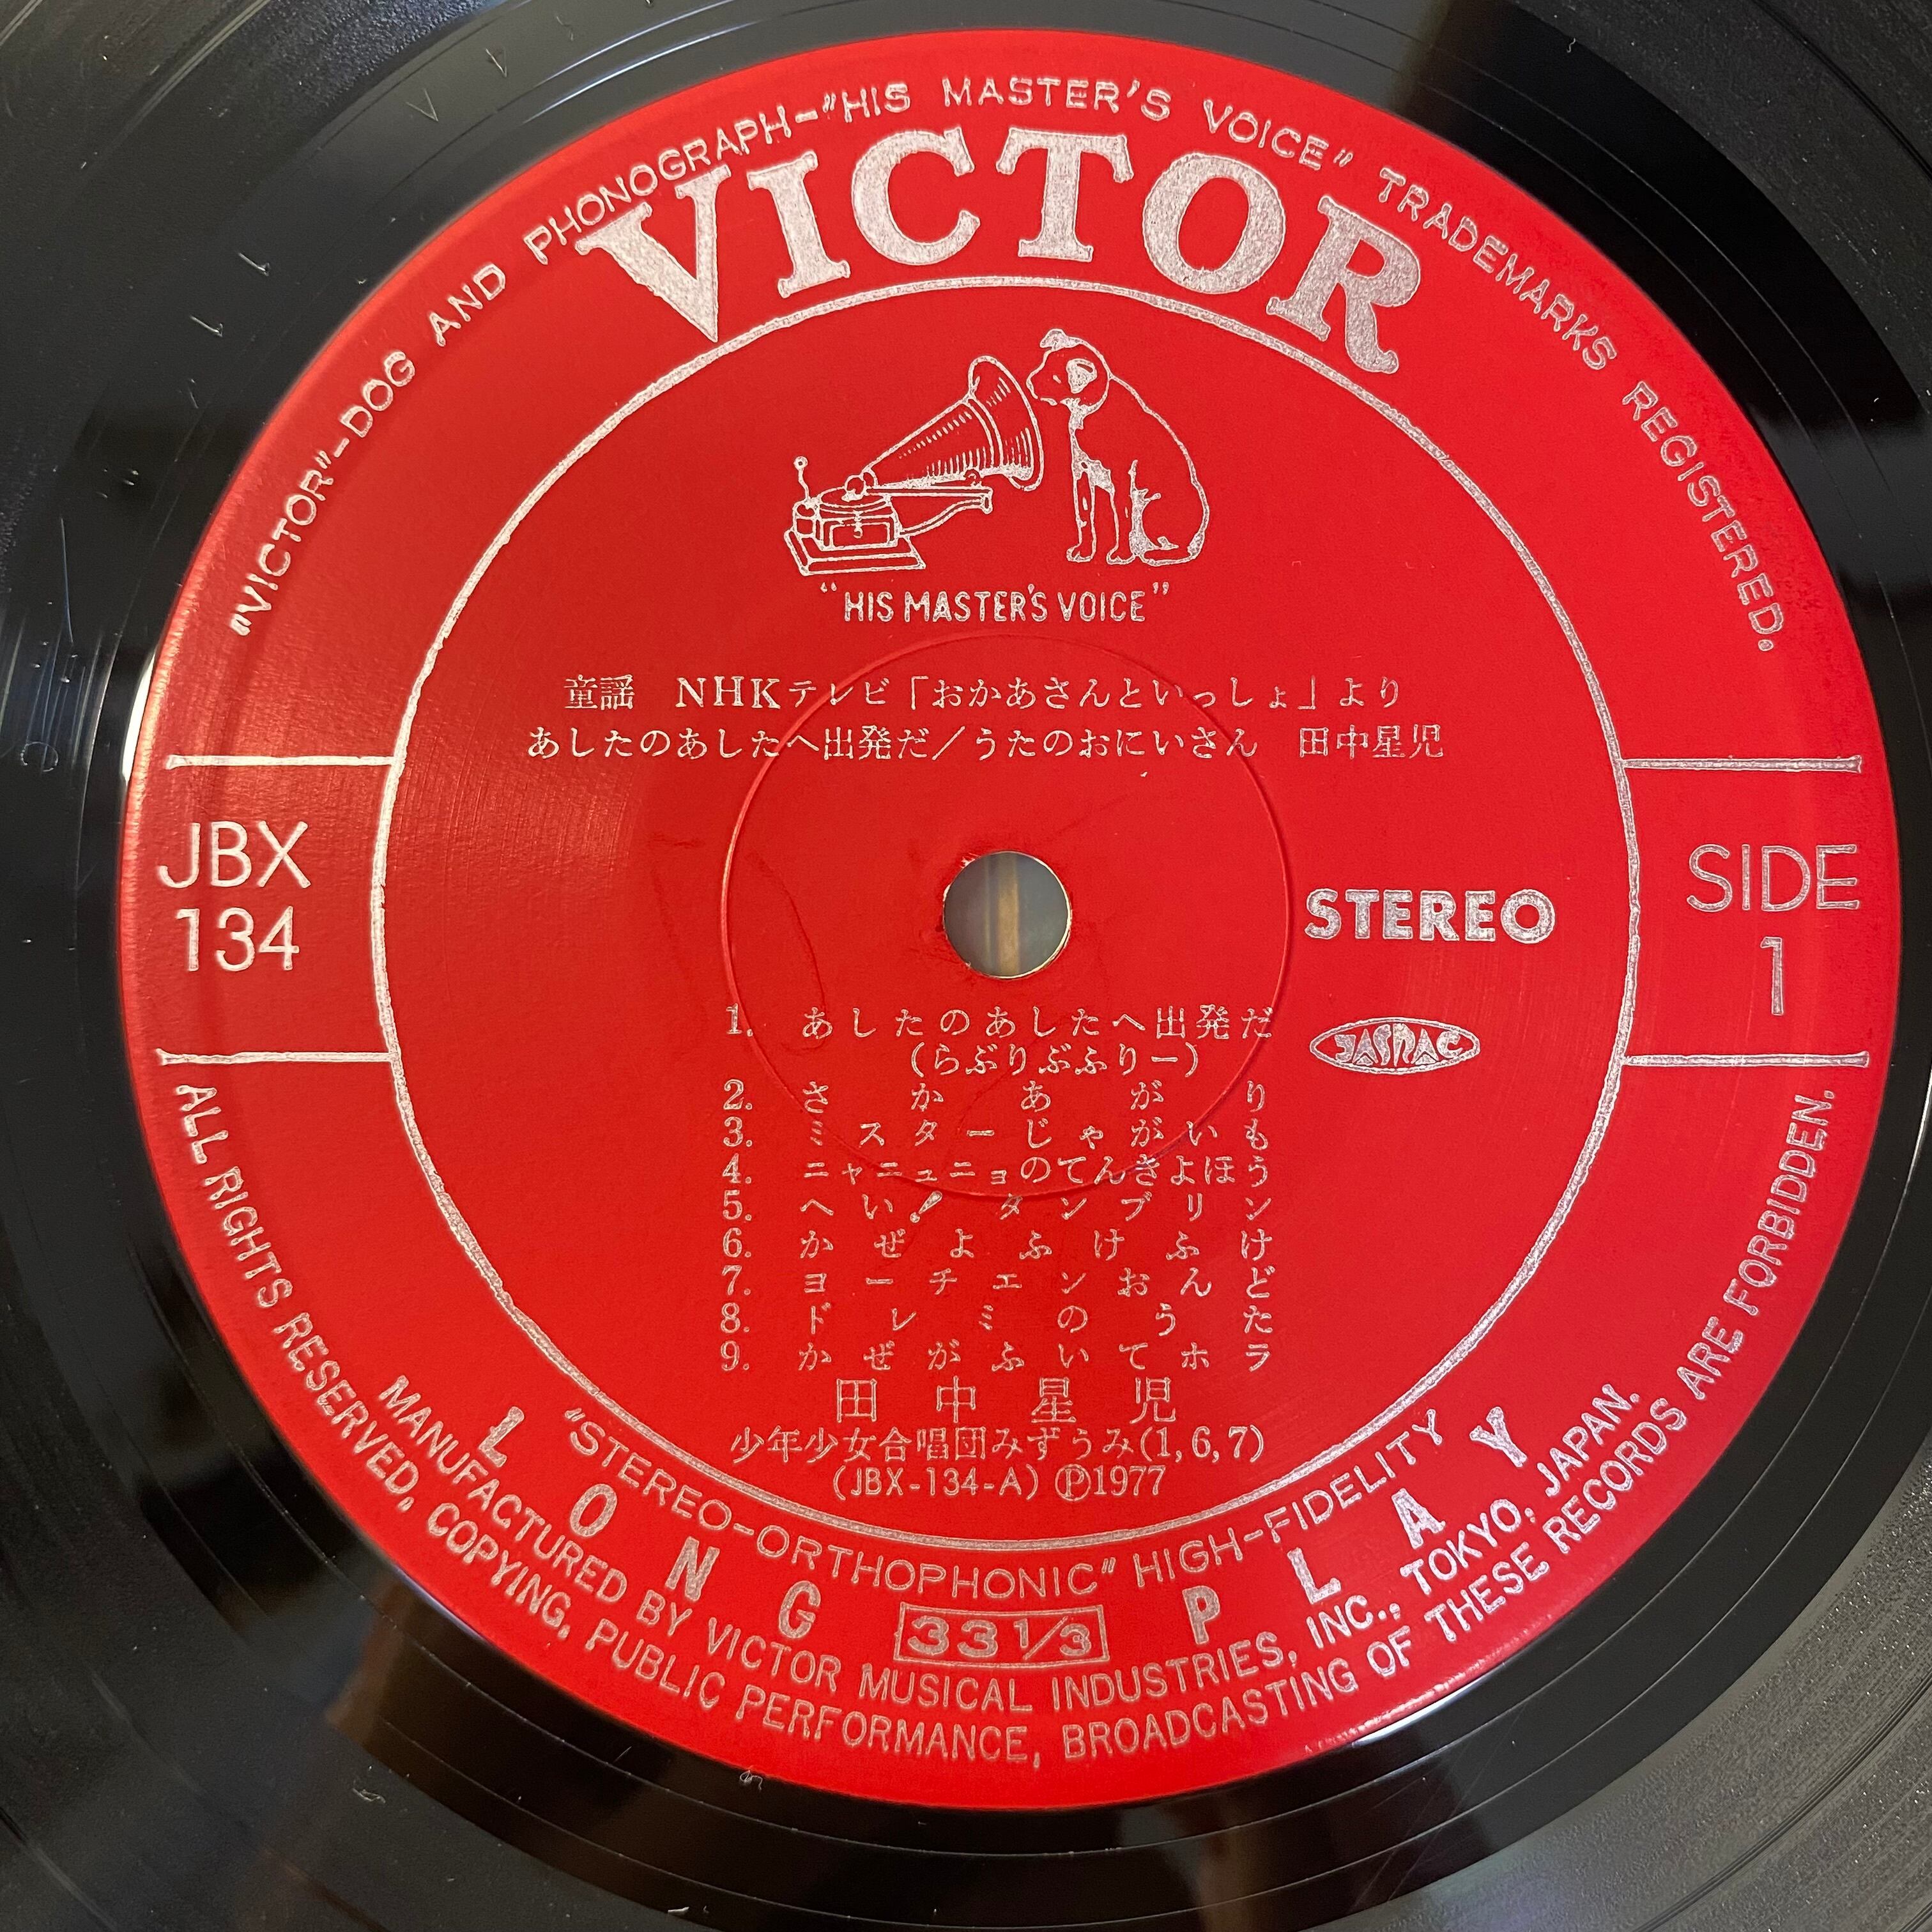 "VICTOR"-DOG AND PHONOGRAPH-"HIS MASTER'S VOICE" TRADEMARKS REGISTERED.
VICTOR
"HIS MASTER'S VOICE"
童謡 NHKテレビ「おかあさんといっしょ」より
あしたのあしたへ出発だ/うたのおにいさん 田中星児
JBX
134
STEREO
SIDE
1
JASRAC
1. あしたのあしたへ出発だ
(らぶりぶふりー)
2. さかあがり
3. ミスターじゃがいも
4. ニャニュニョのてんきよほう
5. へい! タンブリン
6. かぜよふけふけ
7. ヨーチエンおんど
8. ドレミのうた
9. かぜがふいてホラ
田中星児
少年少女合唱団みずうみ(1,6,7)
(JBX-134-A) Ⓟ1977
"STEREO-ORTHOPHONIC" HIGH-FIDELITY
LONG 33 1/3 PLAY
MANUFACTURED BY VICTOR MUSICAL INDUSTRIES, INC., TOKYO, JAPAN.
ALL RIGHTS RESERVED, COPYING, PUBLIC PERFORMANCE, BROADCASTING OF THESE RECORDS ARE FORBIDDEN.